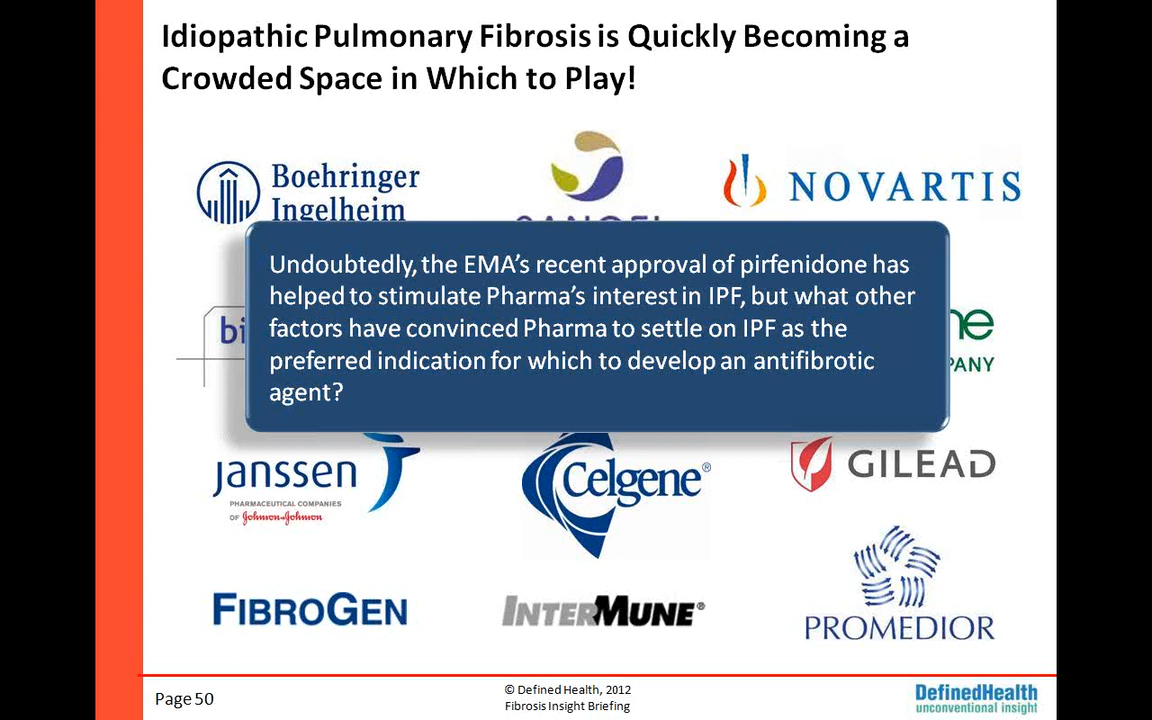 Idiopathic Pulmonary Fibrosis is Quickly Becoming a
Crowded Space in Which to Play!
Boehringer
Ingelheim
NOVARTIS
Undoubtedly, the EMA's recent approval of pirfenidone has
helped to stimulate Pharma's interest in IPF, but what other
factors have convinced Pharma to settle on IPF as the
preferred indication for which to develop an antifibrotic
agent?
janssen
PHARMACEUTICAL COMPANIES
OF Johnson & Johnson
Celgene®
GILEAD
FIBROGEN
INTERMUNE®
PROMEDIOR
Page 50
© Defined Health, 2012
Fibrosis Insight Briefing
DefinedHealth
unconventional insight